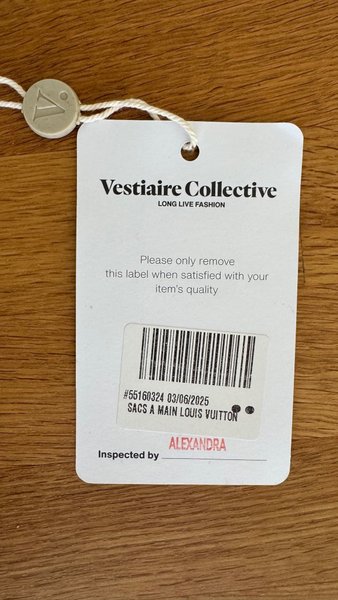 V
Vestiaire Collective
LONG LIVE FASHION
Please only remove
this label when satisfied with your
item's quality
#55160324 03/06/2025
SACS A MAIN LOUIS VUITTON
ALEXANDRA
Inspected by